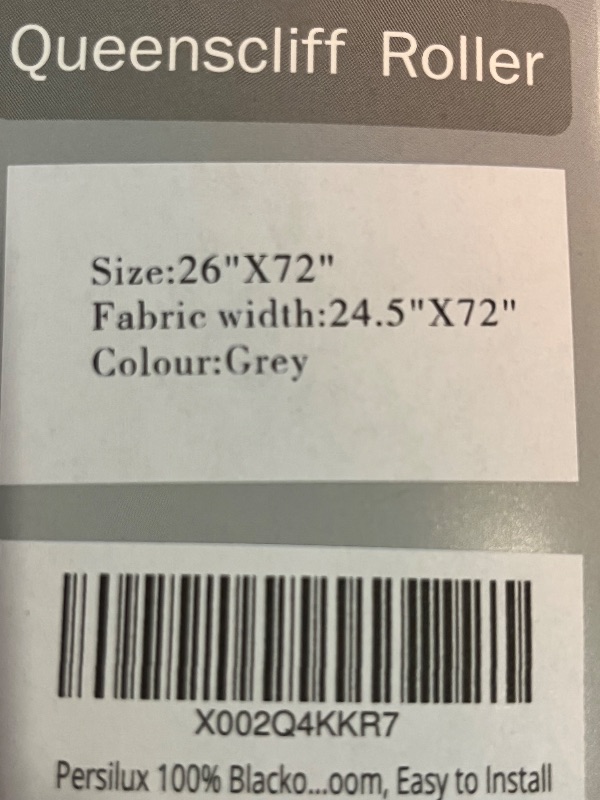 Queenscliff Roller
Size:26"X72"
Fabric width:24.5"X72"
Colour:Grey
X002Q4KKR7
Persilux 100% Blacko...oom, Easy to Install